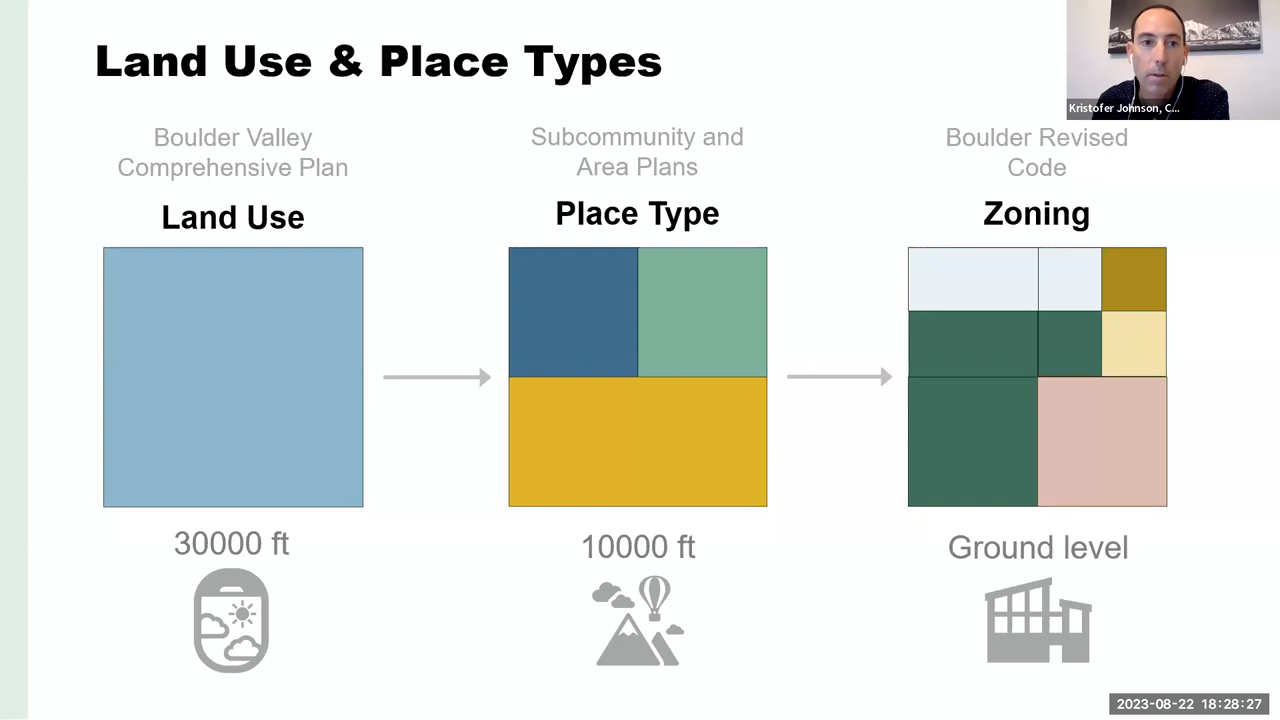 Land Use & Place Types
Kristofer Johnson, C...
Boulder Valley
Comprehensive Plan
Land Use
Subcommunity and
Area Plans
Place Type
Boulder Revised
Code
Zoning
30000 ft
10000 ft
Ground level
2023-08-22 18:28:27